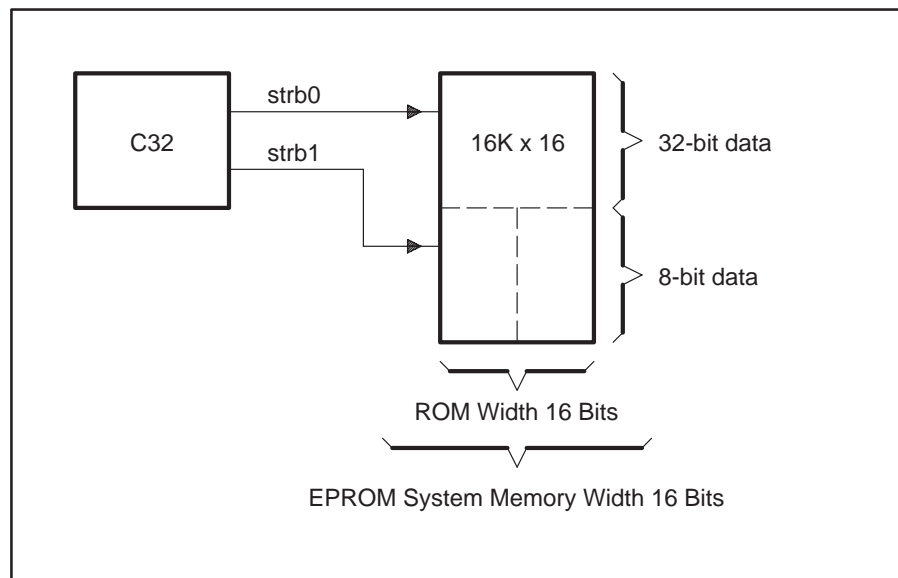 strb0
C32
16K x 16
32-bit data
strb1
8-bit data
ROM Width 16 Bits
EPROM System Memory Width 16 Bits